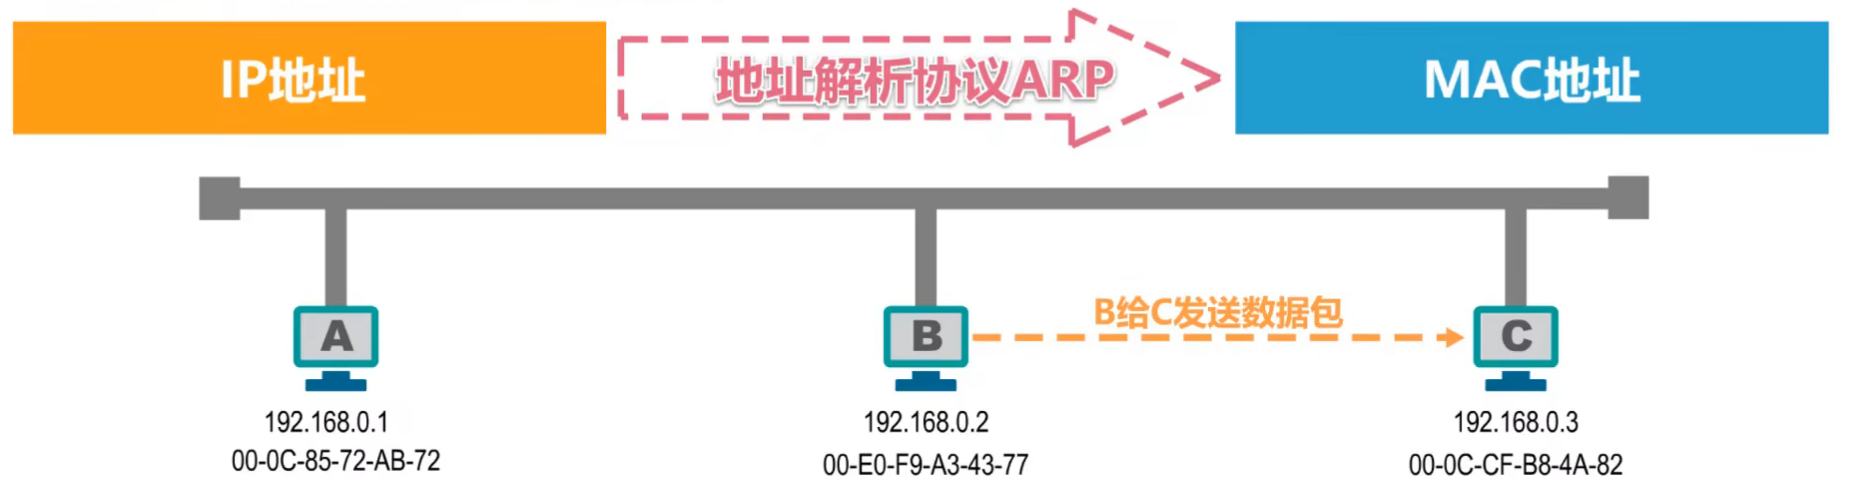 IP地址
地址解析协议ARP
MAC地址
B给C发送数据包
A
B
C
192.168.0.1
192.168.0.2
192.168.0.3
00-0C-85-72-AB-72
00-E0-F9-A3-43-77
00-0C-CF-B8-4A-82